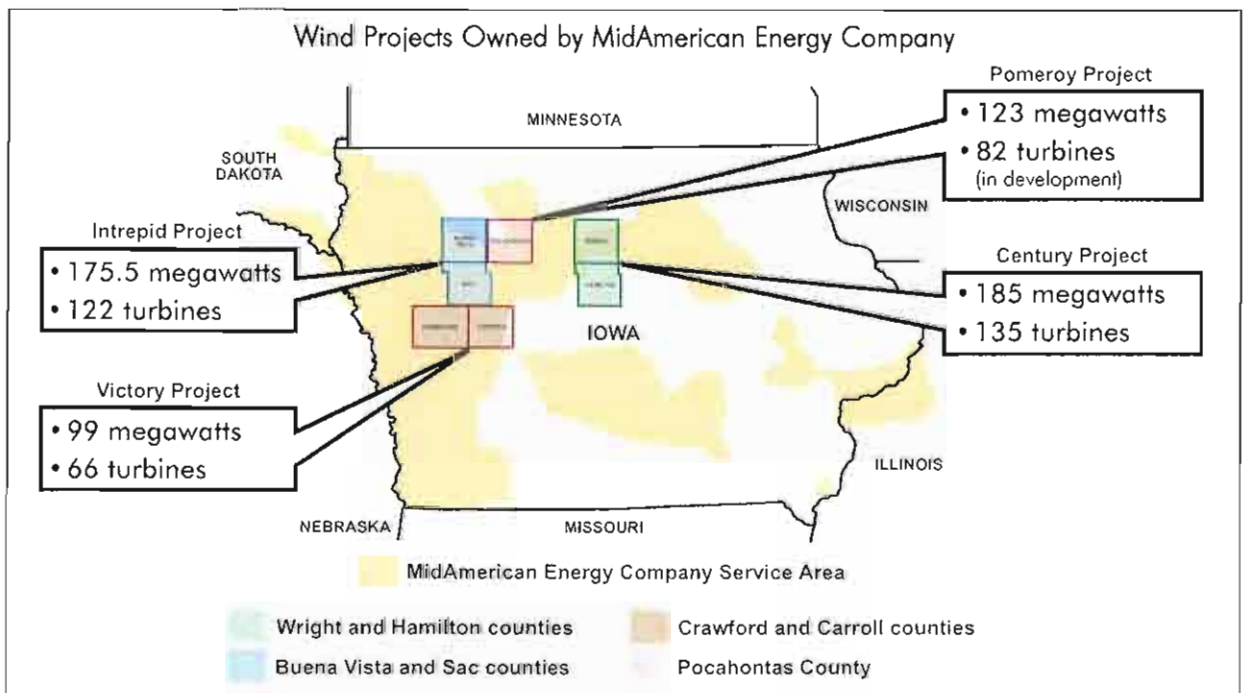 Wind Projects Owned by MidAmerican Energy Company
Pomeroy Project
• 123 megawatts
• 82 turbines
(in development)
MINNESOTA
SOUTH
DAKOTA
WISCONSIN
Intrepid Project
• 175.5 megawatts
• 122 turbines
Century Project
• 185 megawatts
• 135 turbines
IOWA
Victory Project
• 99 megawatts
• 66 turbines
ILLINOIS
NEBRASKA
MISSOURI
MidAmerican Energy Company Service Area
Wright and Hamilton counties
Crawford and Carroll counties
Buena Vista and Sac counties
Pocahontas County